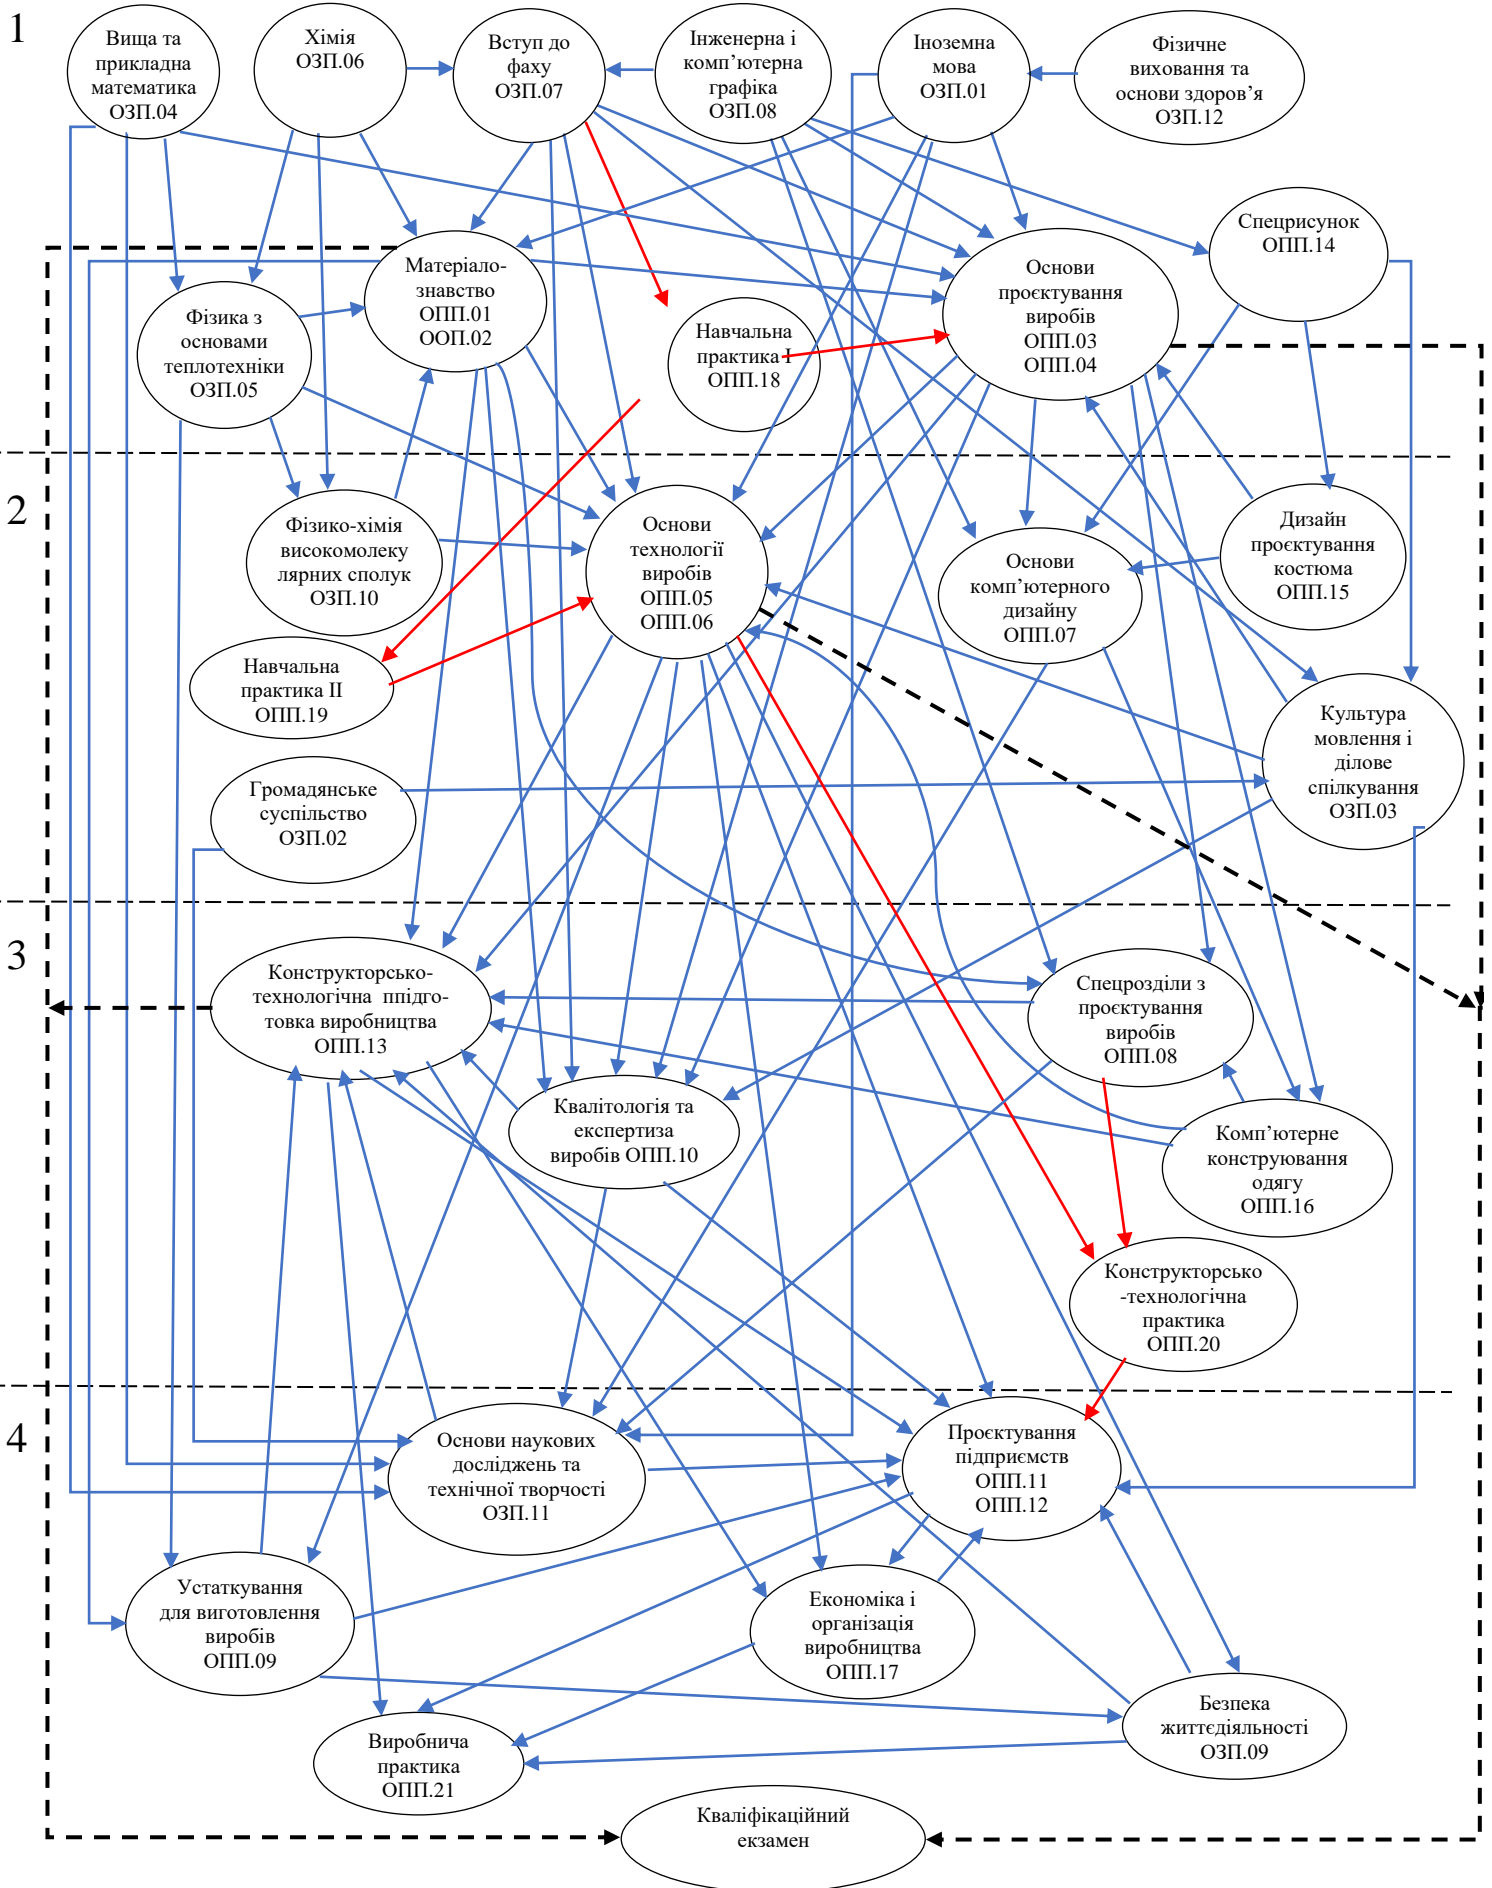 1
Вища та
прикладна
математика
ОЗП.04
Хімія
ОЗП.06
Вступ до
фаху
ОЗП.07
Інженерна і
комп’ютерна
графіка
ОЗП.08
Іноземна
мова
ОЗП.01
Фізичне
виховання та
основи здоров’я
ОЗП.12
Спецрисунок
ОПП.14
Матеріало-
знавство
ОПП.01
ООП.02
Основи
проєктування
виробів
ОПП.03
ОПП.04
Фізика з
основами
теплотехніки
ОЗП.05
Навчальна
практика І
ОПП.18
2
Фізико-хімія
високомолеку
лярних сполук
ОЗП.10
Основи
технології
виробів
ОПП.05
ОПП.06
Основи
комп’ютерного
дизайну
ОПП.07
Дизайн
проєктування
костюма
ОПП.15
Навчальна
практика ІІ
ОПП.19
Культура
мовлення і
ділове
спілкування
ОЗП.03
Громадянське
суспільство
ОЗП.02
3
Конструкторсько-
технологічна ппідго-
товка виробництва
ОПП.13
Спецрозділи з
проєктування
виробів
ОПП.08
Квалітологія та
експертиза
виробів ОПП.10
Комп’ютерне
конструювання
одягу
ОПП.16
Конструкторсько
-технологічна
практика
ОПП.20
4
Основи наукових
досліджень та
технічної творчості
ОЗП.11
Проєктування
підприємств
ОПП.11
ОПП.12
Устаткування
для виготовлення
виробів
ОПП.09
Економіка і
організація
виробництва
ОПП.17
Безпека
життєдіяльності
ОЗП.09
Виробнича
практика
ОПП.21
Кваліфікаційний
екзамен